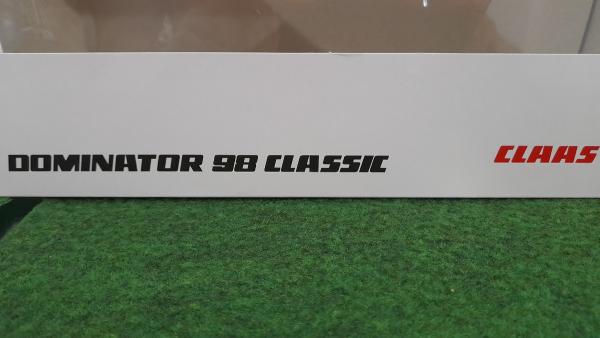 DOMINATOR 98 CLASSIC CLAAS